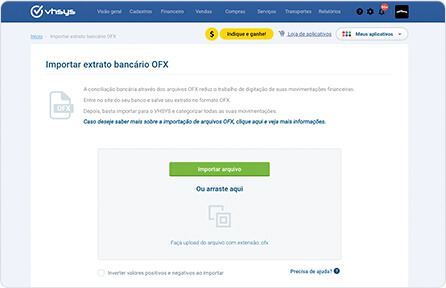 vhsys Visão geral Cadastros Financeiro Vendas Compras Serviços Transportes Relatórios
Indique e ganhe! Loja de aplicativos Meus aplicativos
Início Importar extrato bancário OFX
Importar extrato bancário OFX
A conciliação bancária através dos arquivos OFX reduz o trabalho de digitação de suas movimentações financeiras.
Entre no site do seu banco e salve seu extrato no formato OFX.
Depois, basta importar para o VHSYS e categorizar todas as suas movimentações.
Caso deseje saber mais sobre a importação de arquivos OFX, clique aqui e veja mais informações.
OFX
Importar arquivo
Ou arraste aqui
Faça upload do arquivo com extensão .ofx
Inverter valores positivos e negativos ao importar
Precisa de ajuda? ?